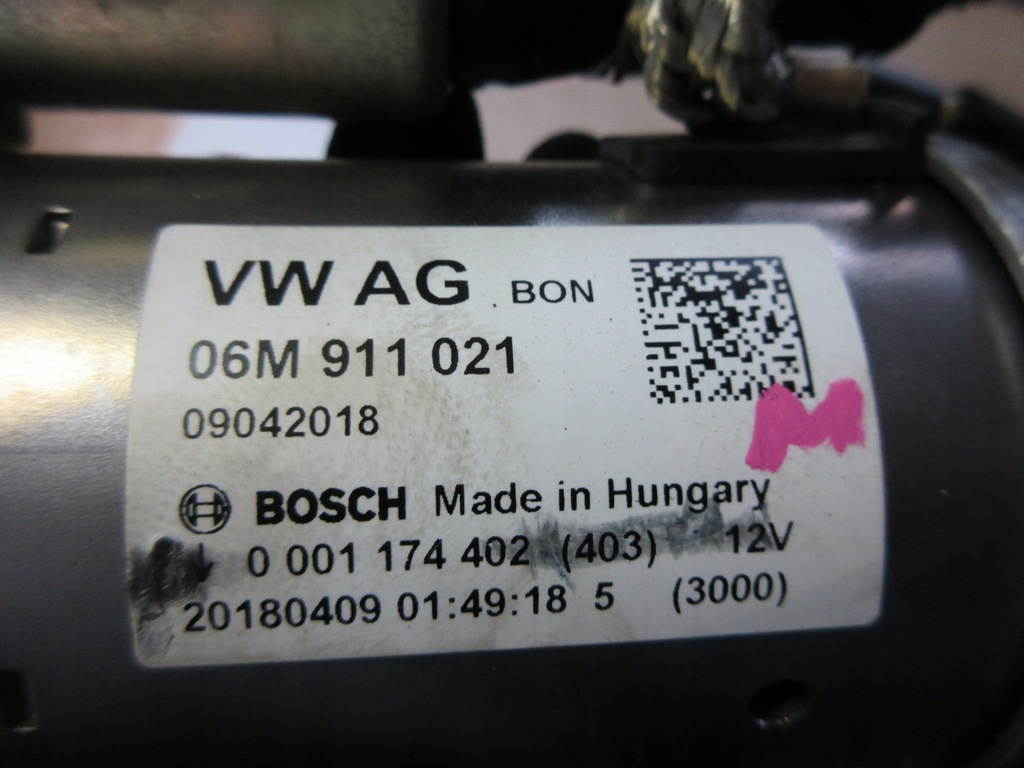 VW AG . BON
06M 911 021
09042018
BOSCH Made in Hungary
0 001 174 402 (403) 12V
20180409 01:49:18 5 (3000)